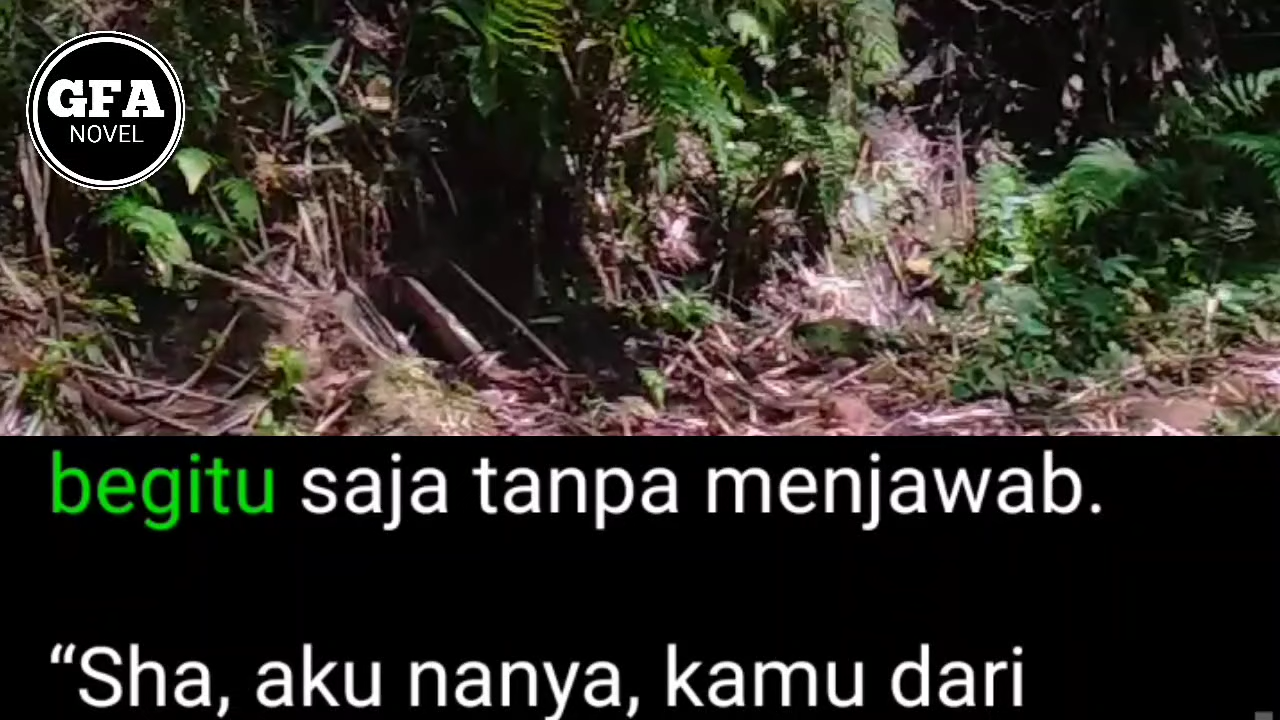 GFA
NOVEL
begitu saja tanpa menjawab.
“Sha, aku nanya, kamu dari